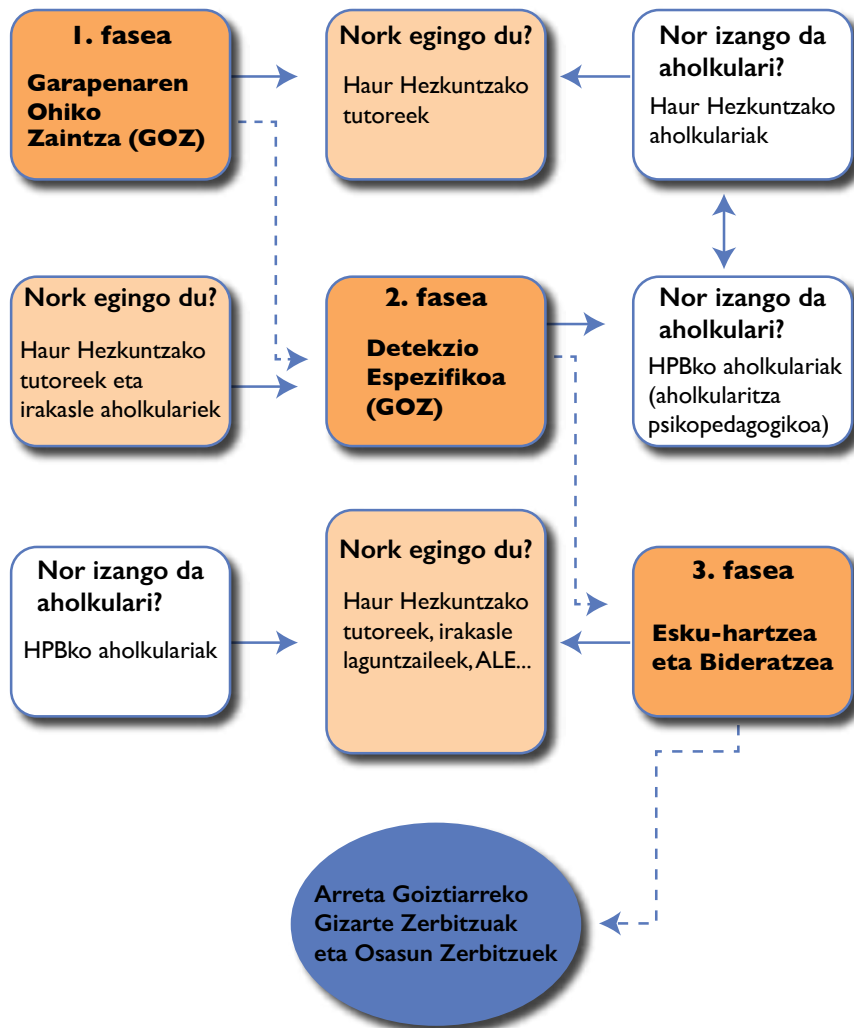 1. fasea
Garapenaren
Ohiko
Zaintza (GOZ)
Nork egingo du?
Haur Hezkuntzako
tutoreek
Nor izango da
aholkulari?
Haur Hezkuntzako
aholkulariak
Nork egingo du?
Haur Hezkuntzako
tutoreek eta
irakasle aholkulariek
2. fasea
Detekzio
Espezifikoa
(GOZ)
Nor izango da
aholkulari?
HPBko aholkulariak
(aholkularitza
psikopedagogikoa)
Nor izango da
aholkulari?
HPBko aholkulariak
Nork egingo du?
Haur Hezkuntzako
tutoreek, irakasle
laguntzaileek, ALE...
3. fasea
Esku-hartzea
eta Bideratzea
Arreta Goiztiarreko
Gizarte Zerbitzuak
eta Osasun Zerbitzuek